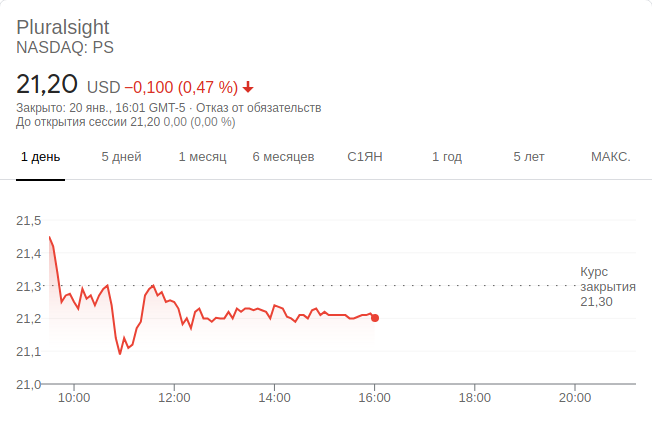 Pluralsight
NASDAQ: PS
21,20 USD −0,100 (0,47 %)
Закрыто: 20 янв., 16:01 GMT-5 · Отказ от обязательств
До открытия сессии 21,20 0,00 (0,00 %)
1 день 5 дней 1 месяц 6 месяцев С1ЯН 1 год 5 лет МАКС.
21,5
21,4
Курс
21,3 закрытия
21,30
21,2
21,1
21,0
10:00 12:00 14:00 16:00 18:00 20:00